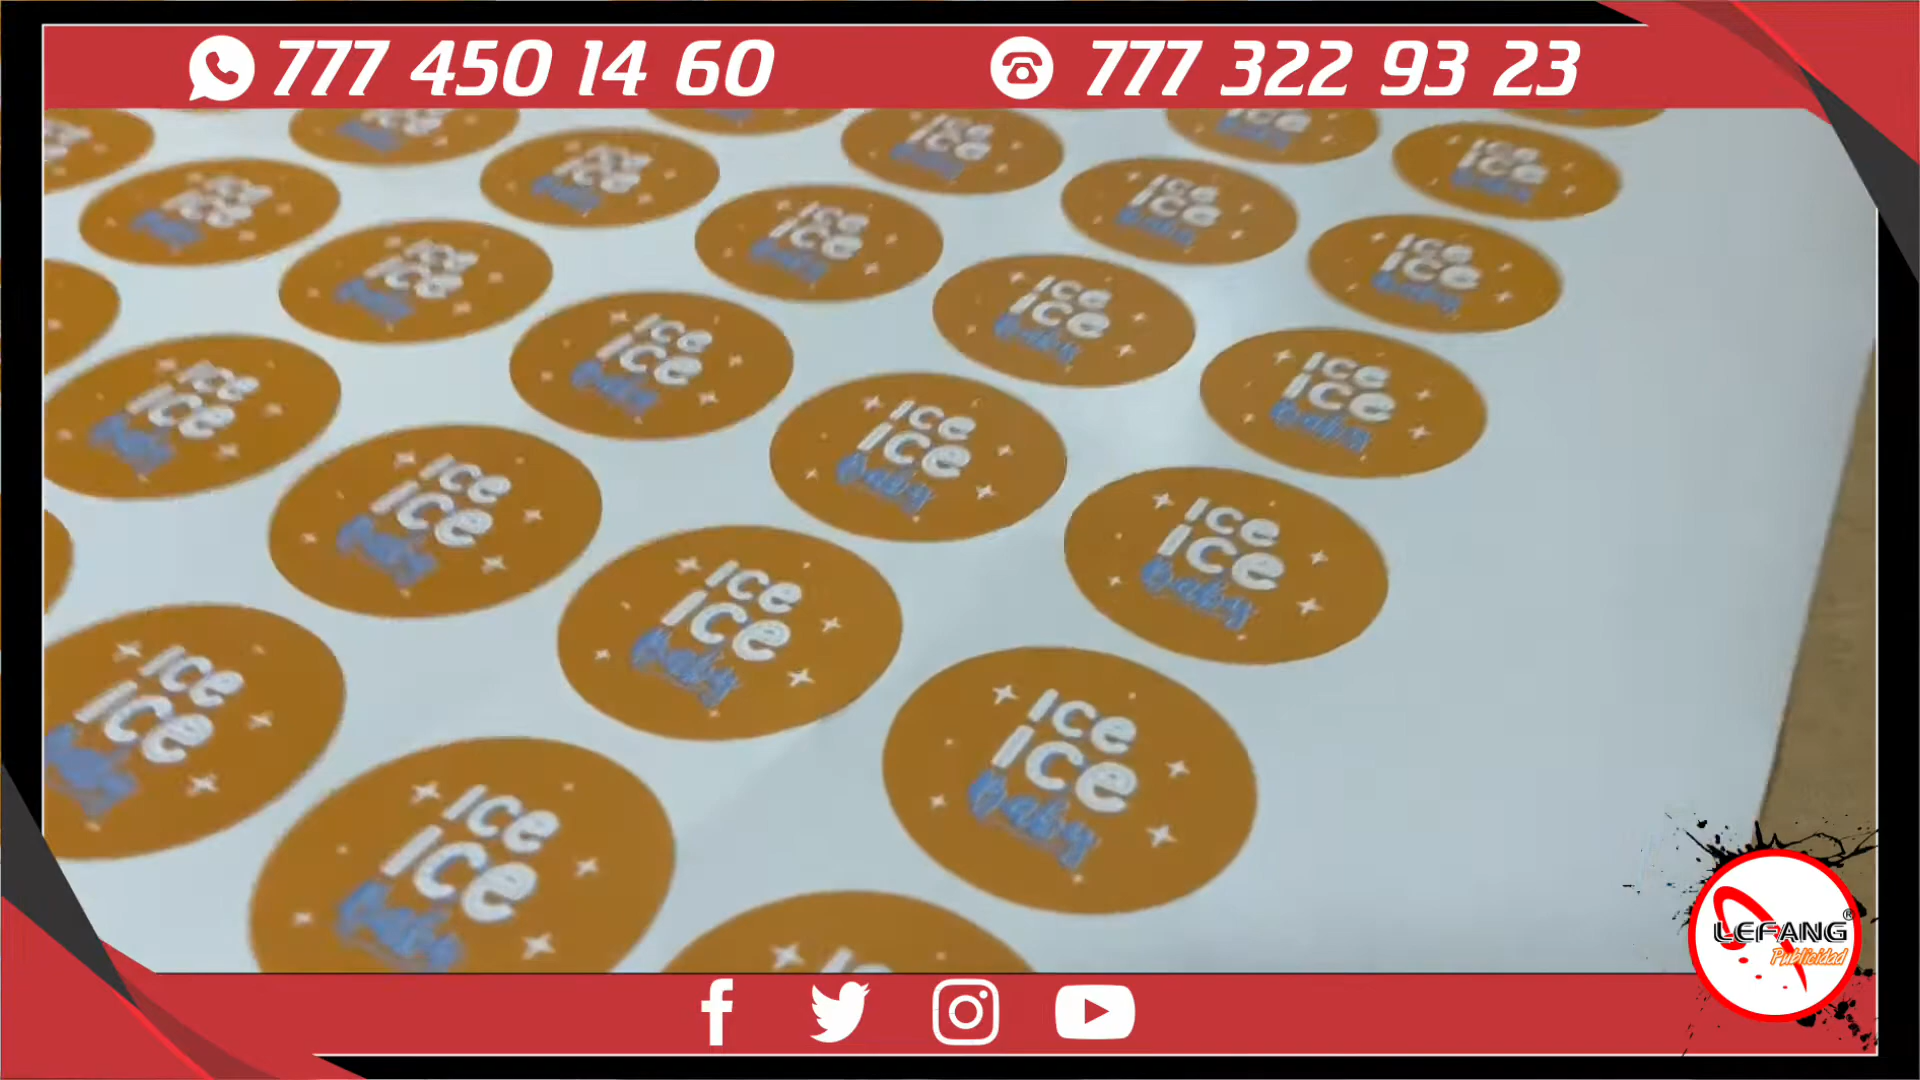 777 450 14 60
777 322 93 23
ice
ice
baby
LEFANG®
Publicidad